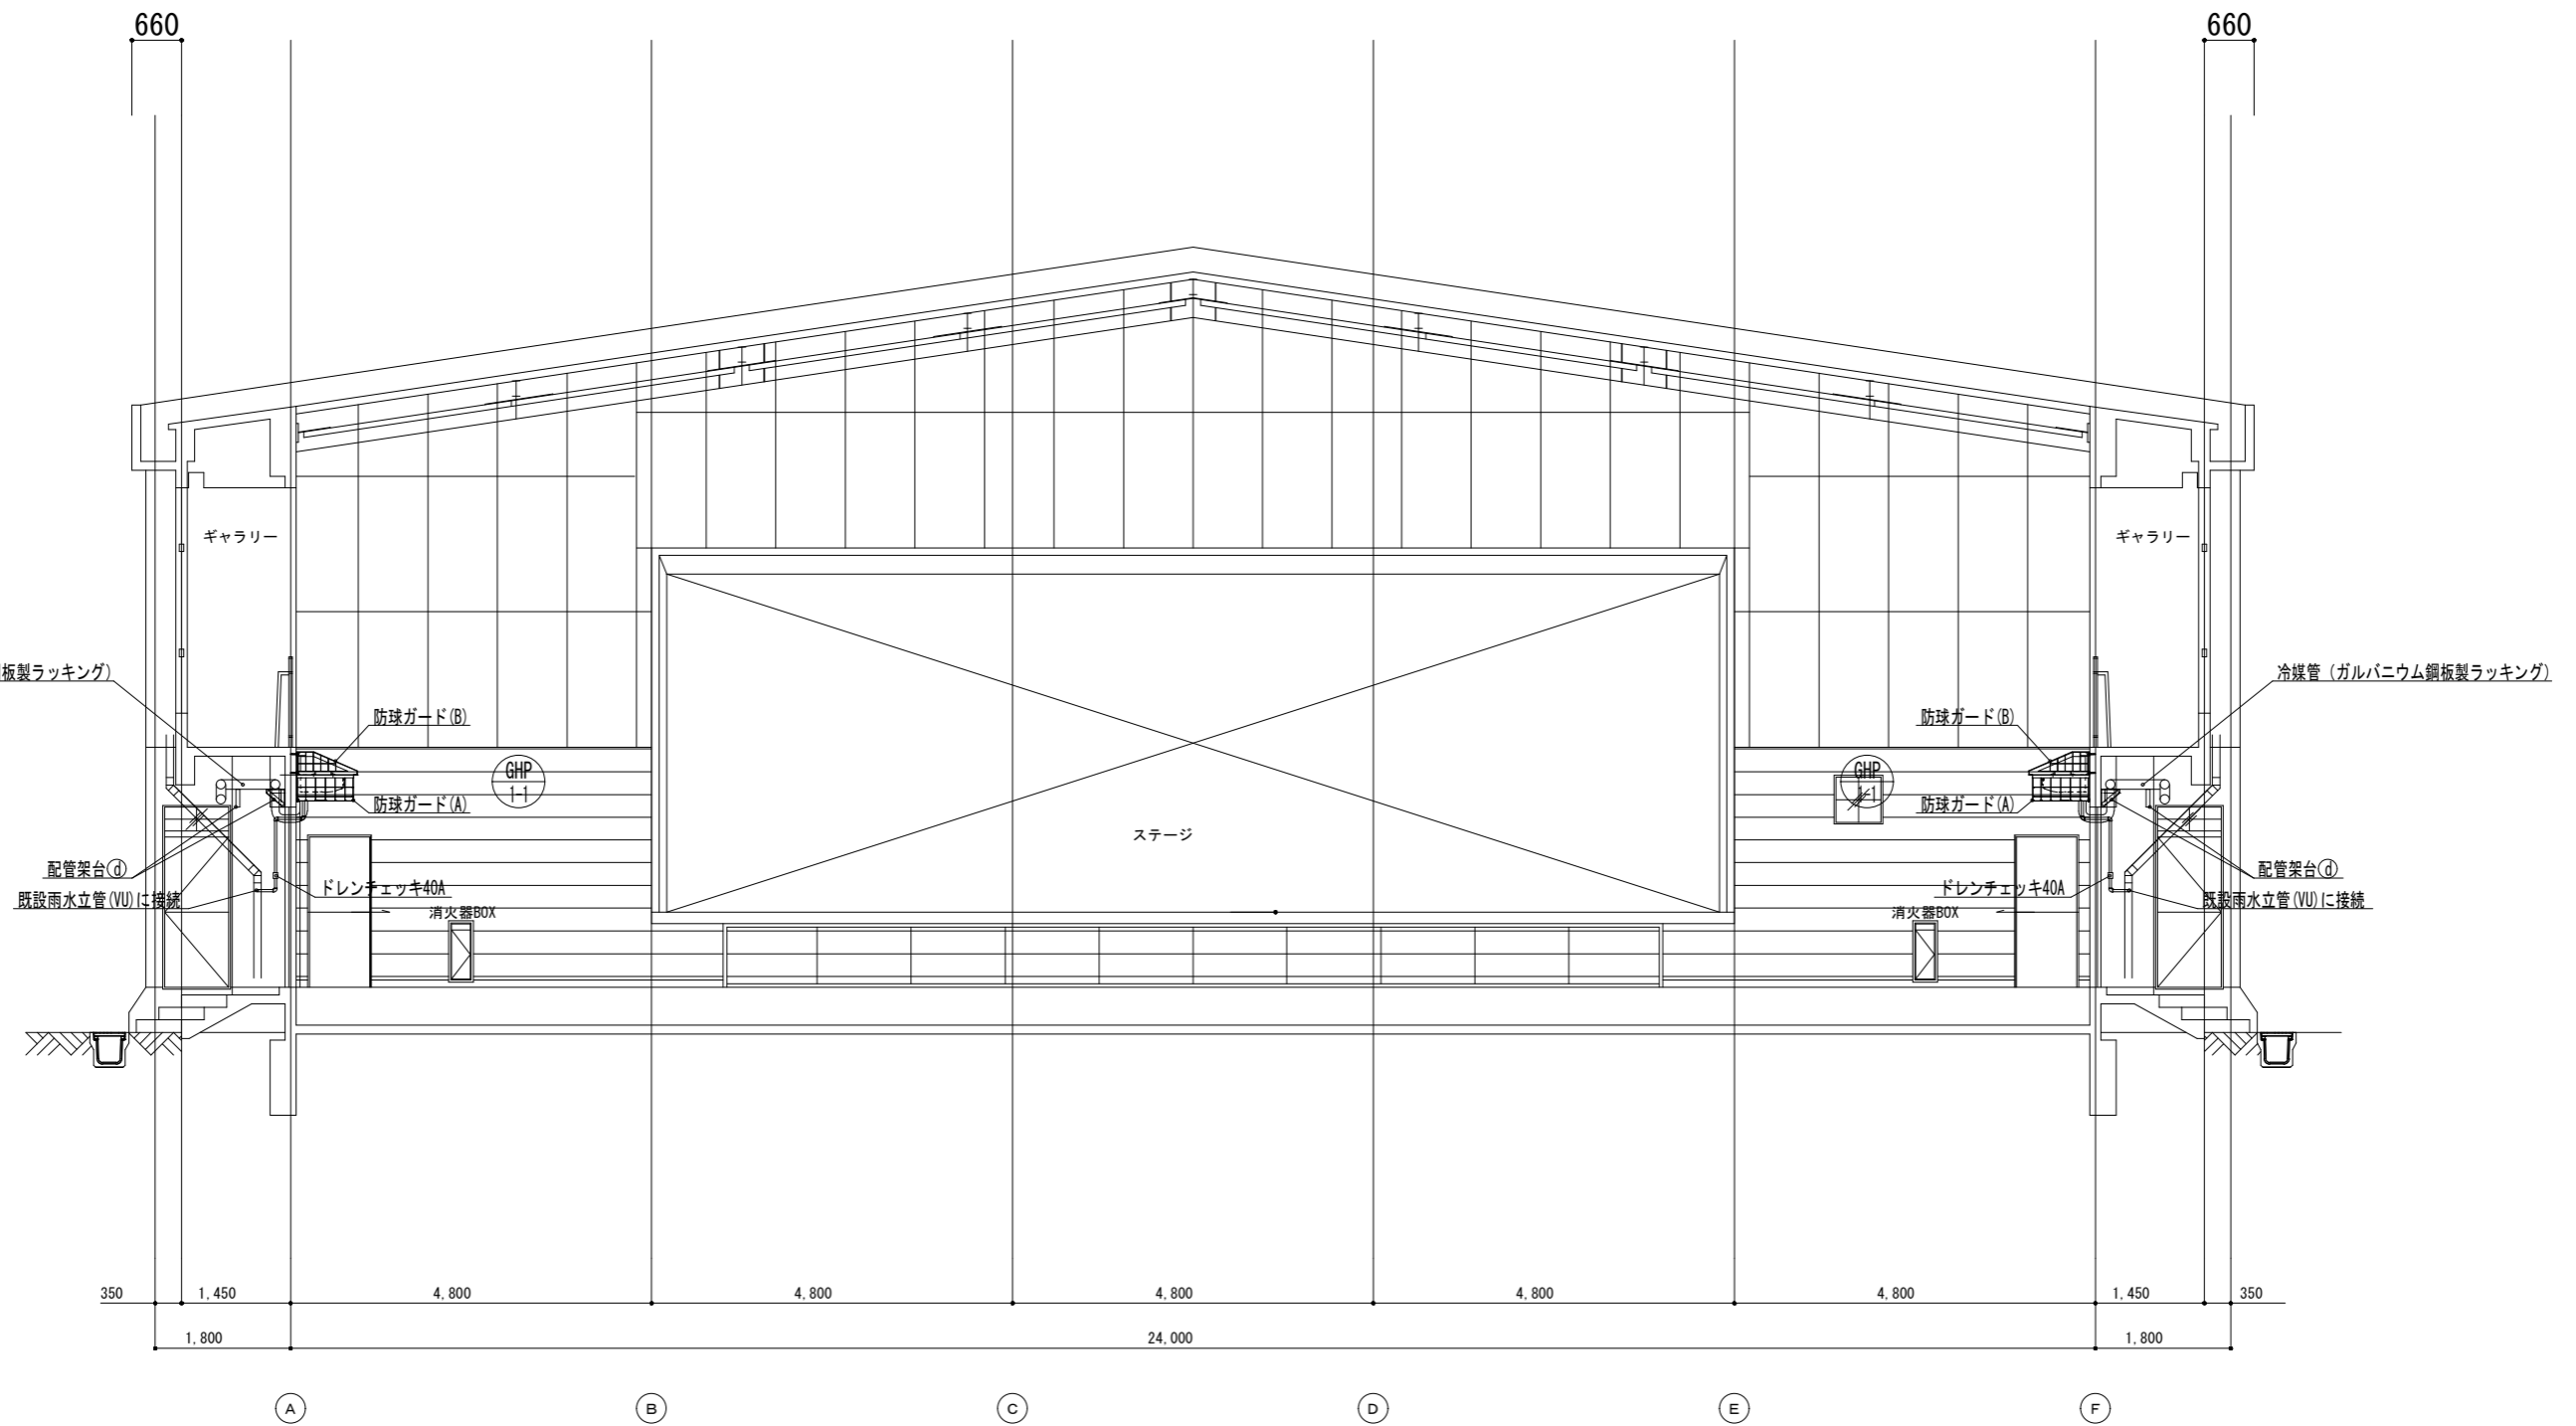 660
660
ギャラリー
ギャラリー
板製ラッキング)
冷媒管 (ガルバニウム鋼板製ラッキング)
防球ガード(B)
防球ガード(B)
GHP
1-1
GHP
1-1
防球ガード(A)
防球ガード(A)
ステージ
配管架台ⓓ
配管架台ⓓ
ドレンチェッキ40A
ドレンチェッキ40A
既設雨水立管(VU)に接続
既設雨水立管(VU)に接続
消火器BOX
消火器BOX
350
1,450
4,800
4,800
4,800
4,800
4,800
1,450
350
1,800
24,000
1,800
A
B
C
D
E
F